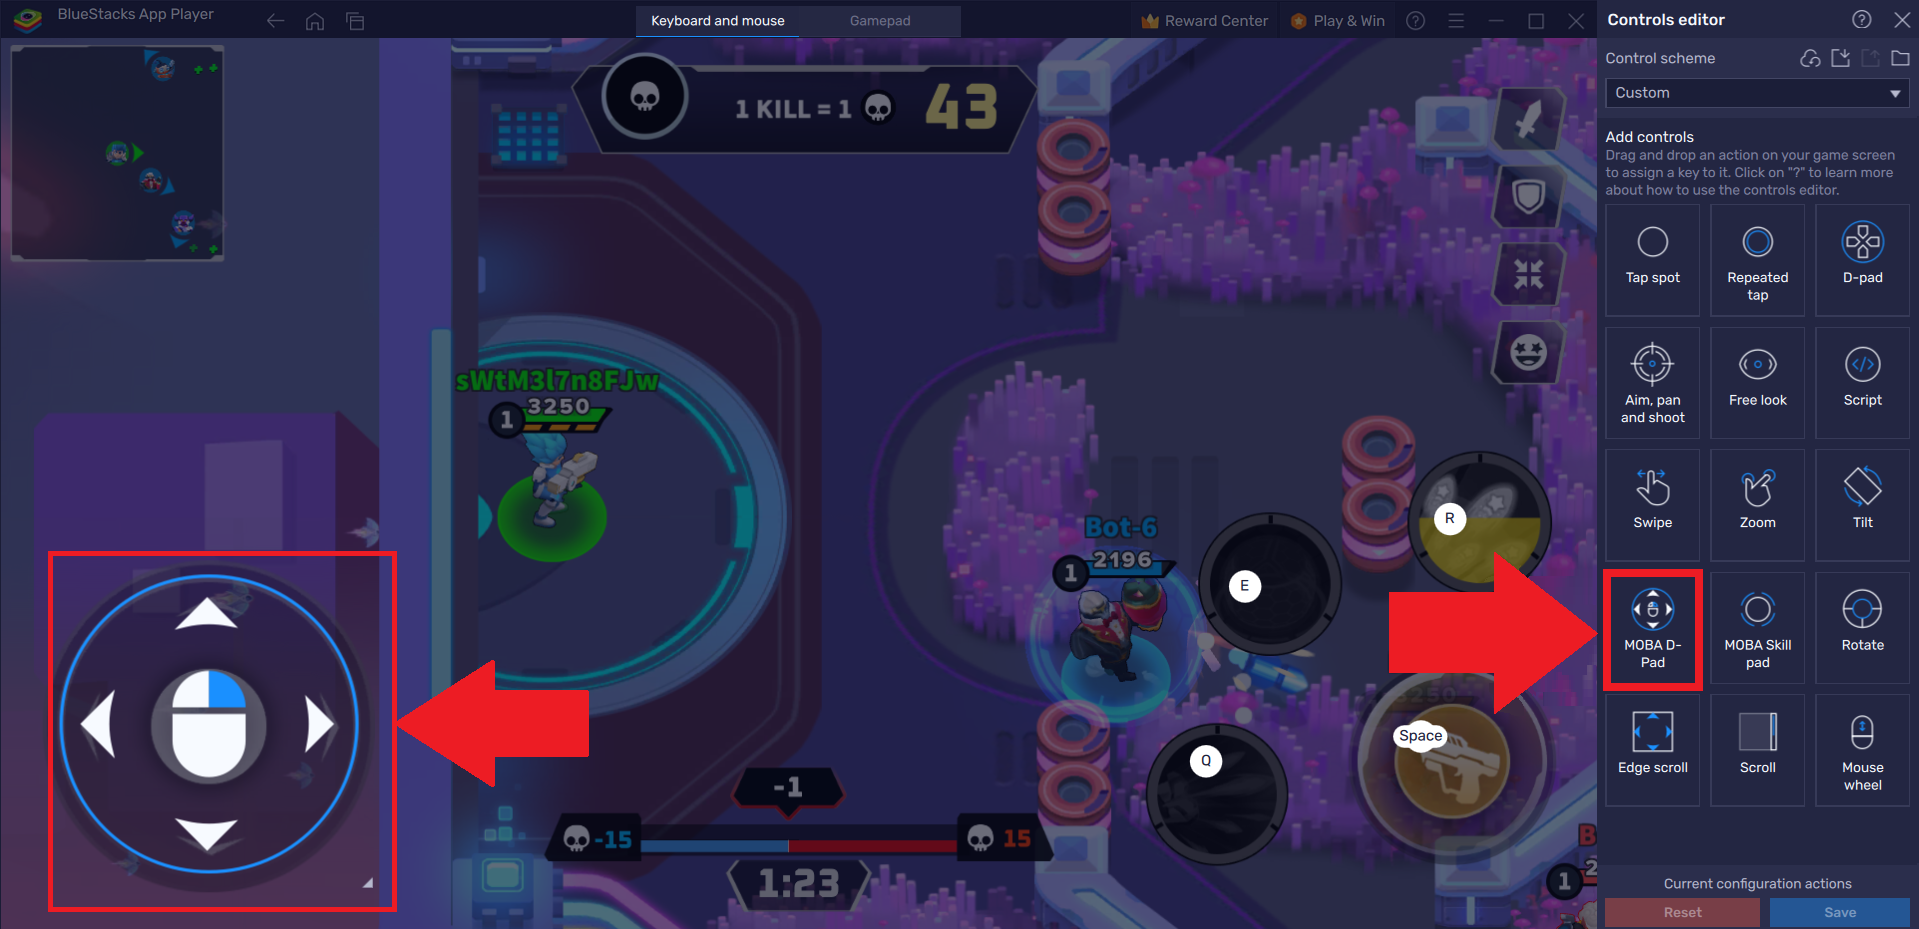 BlueStacks App Player
Keyboard and mouse
Gamepad
Reward Center
Play & Win
Controls editor
Control scheme
Custom
Add controls
Drag and drop an action on your game screen
to assign a key to it. Click on "?" to learn more
about how to use the controls editor.
Tap spot
Repeated
tap
D-pad
Aim, pan
and shoot
Free look
Script
Swipe
Zoom
Tilt
MOBA D-
Pad
MOBA Skill
pad
Rotate
Edge scroll
Scroll
Mouse
wheel
Current configuration actions
Reset
Save
1 KILL = 1
43
sWtM3l7n8FJw
3250
1
Bot-6
2196
1
R
E
3250
Space
Q
-1
-15
15
1:23
B
1
2